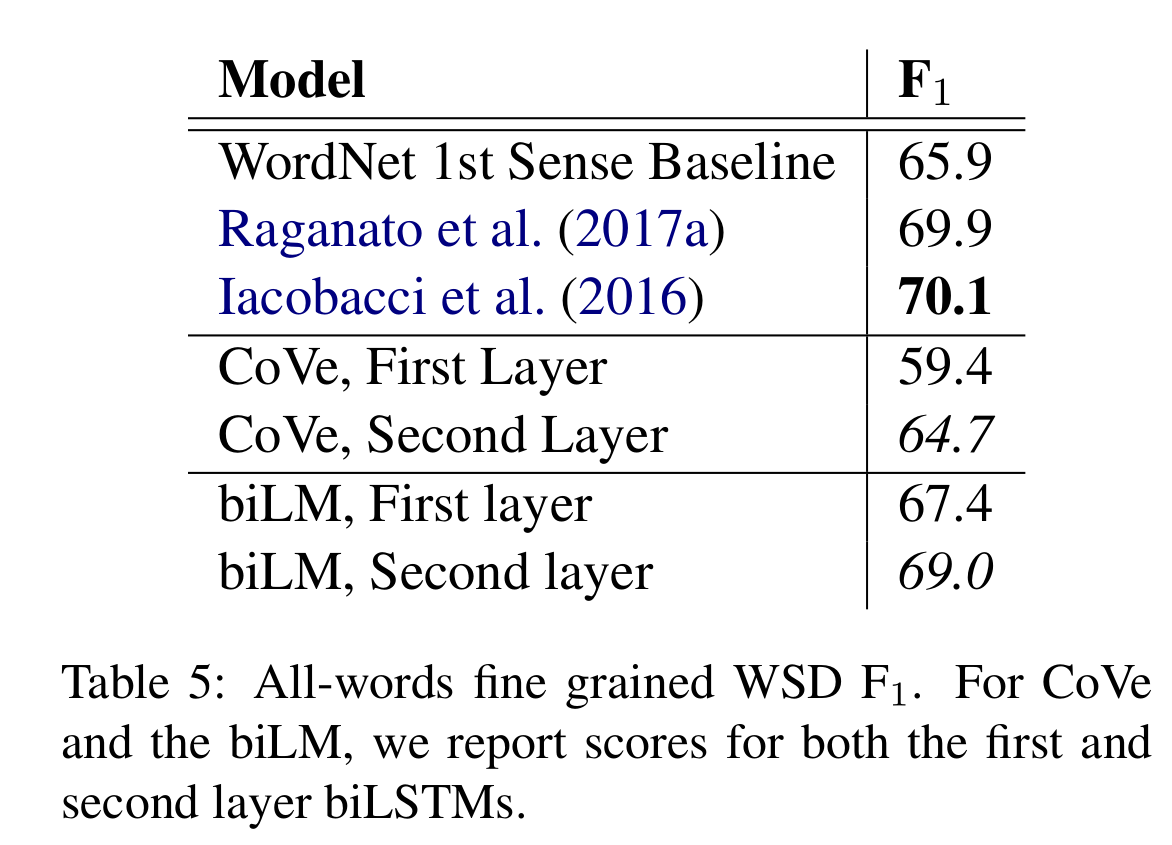 Model F1
WordNet 1st Sense Baseline 65.9
Raganato et al. (2017a) 69.9
Iacobacci et al. (2016) 70.1
CoVe, First Layer 59.4
CoVe, Second Layer 64.7
biLM, First layer 67.4
biLM, Second layer 69.0
Table 5: All-words fine grained WSD F1. For CoVe
and the biLM, we report scores for both the first and
second layer biLSTMs.